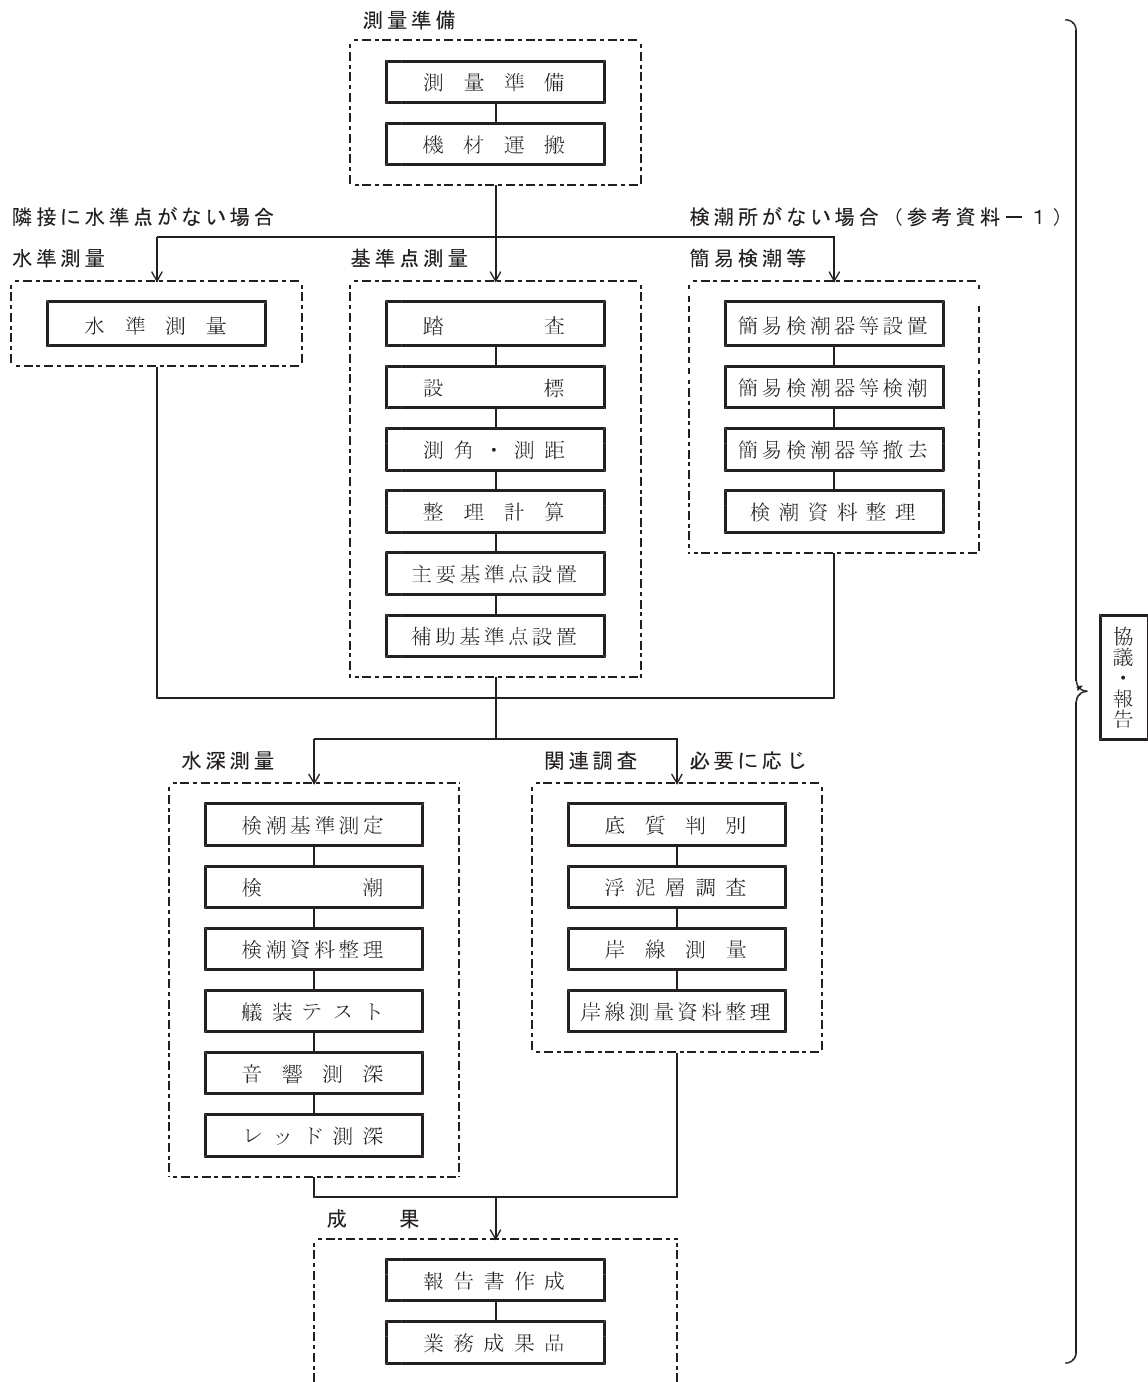 測量準備
測量準備
機材運搬
隣接に水準点がない場合
検潮所がない場合（参考資料－１）
水準測量
水準測量
基準点測量
踏査
設標
測角・測距
整理計算
主要基準点設置
補助基準点設置
簡易検潮等
簡易検潮器等設置
簡易検潮器等検潮
簡易検潮器等撤去
検潮資料整理
協議・報告
水深測量
検潮基準測定
検潮
検潮資料整理
艤装テスト
音響測深
レッド測深
関連調査
必要に応じ
底質判別
浮泥層調査
岸線測量
岸線測量資料整理
成果
報告書作成
業務成果品